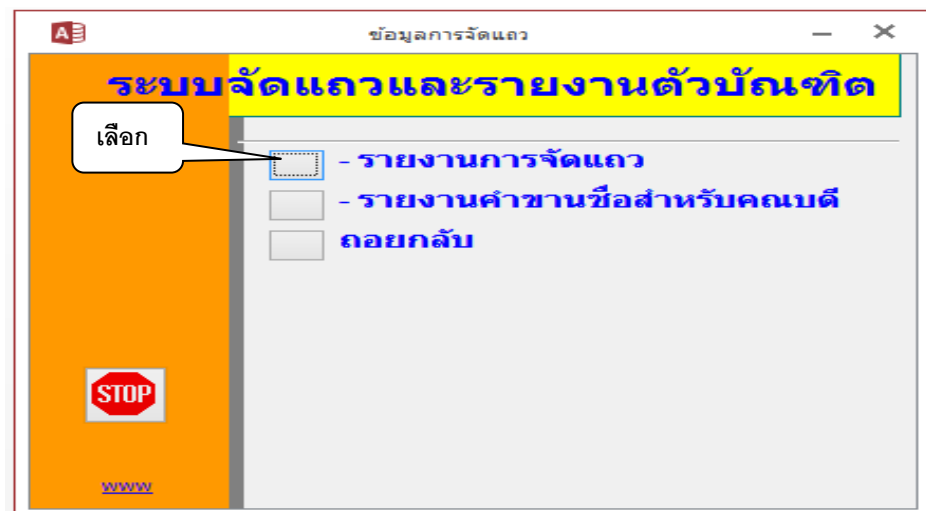 ข้อมูลการจัดแถว
ระบบจัดแถวและรายงานตัวบัณฑิต
เลือก
- รายงานการจัดแถว
- รายงานคำขานชื่อสำหรับคณบดี
ถอยกลับ
STOP
www